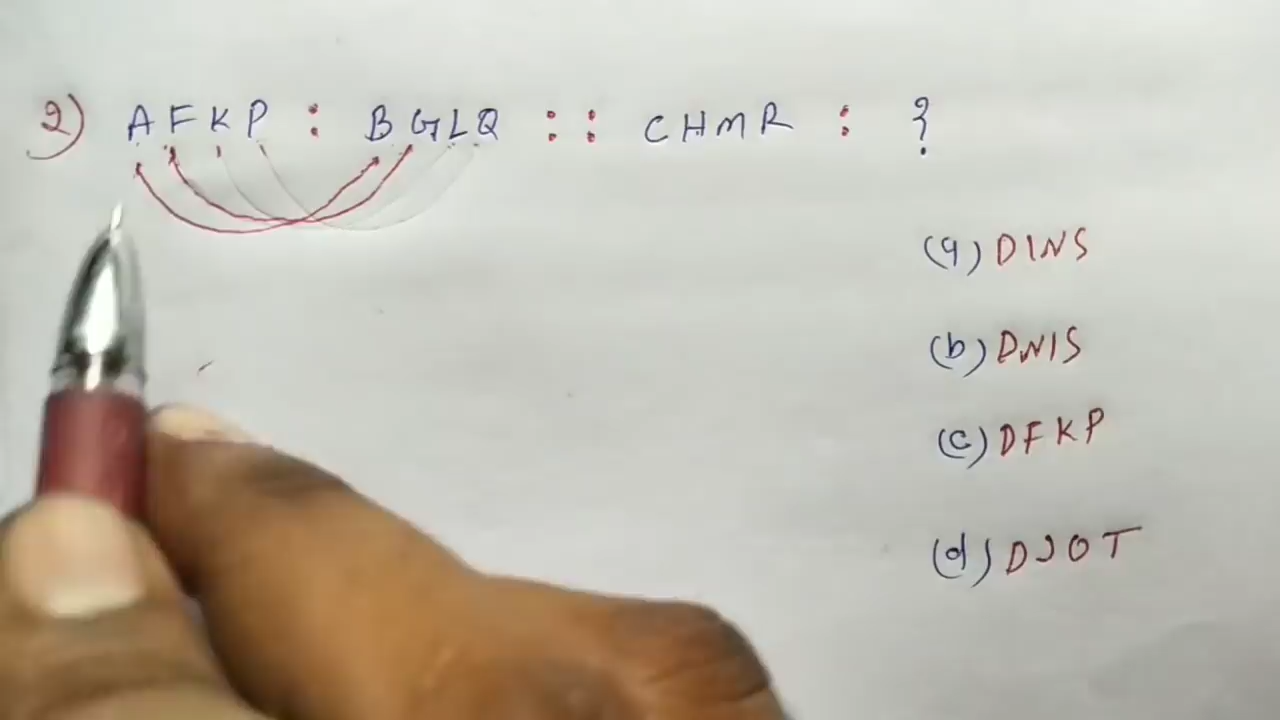 2) AFKP : BGLQ :: CHMR : ?
(a) DINS
(b) DNIS
(c) DFKP
(d) DJOT